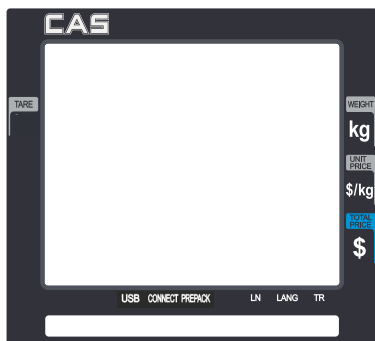 CAS
TARE
WEIGHT
kg
UNIT
PRICE
$/kg
TOTAL
PRICE
$
USB CONNECT PREPACK LN LANG TR